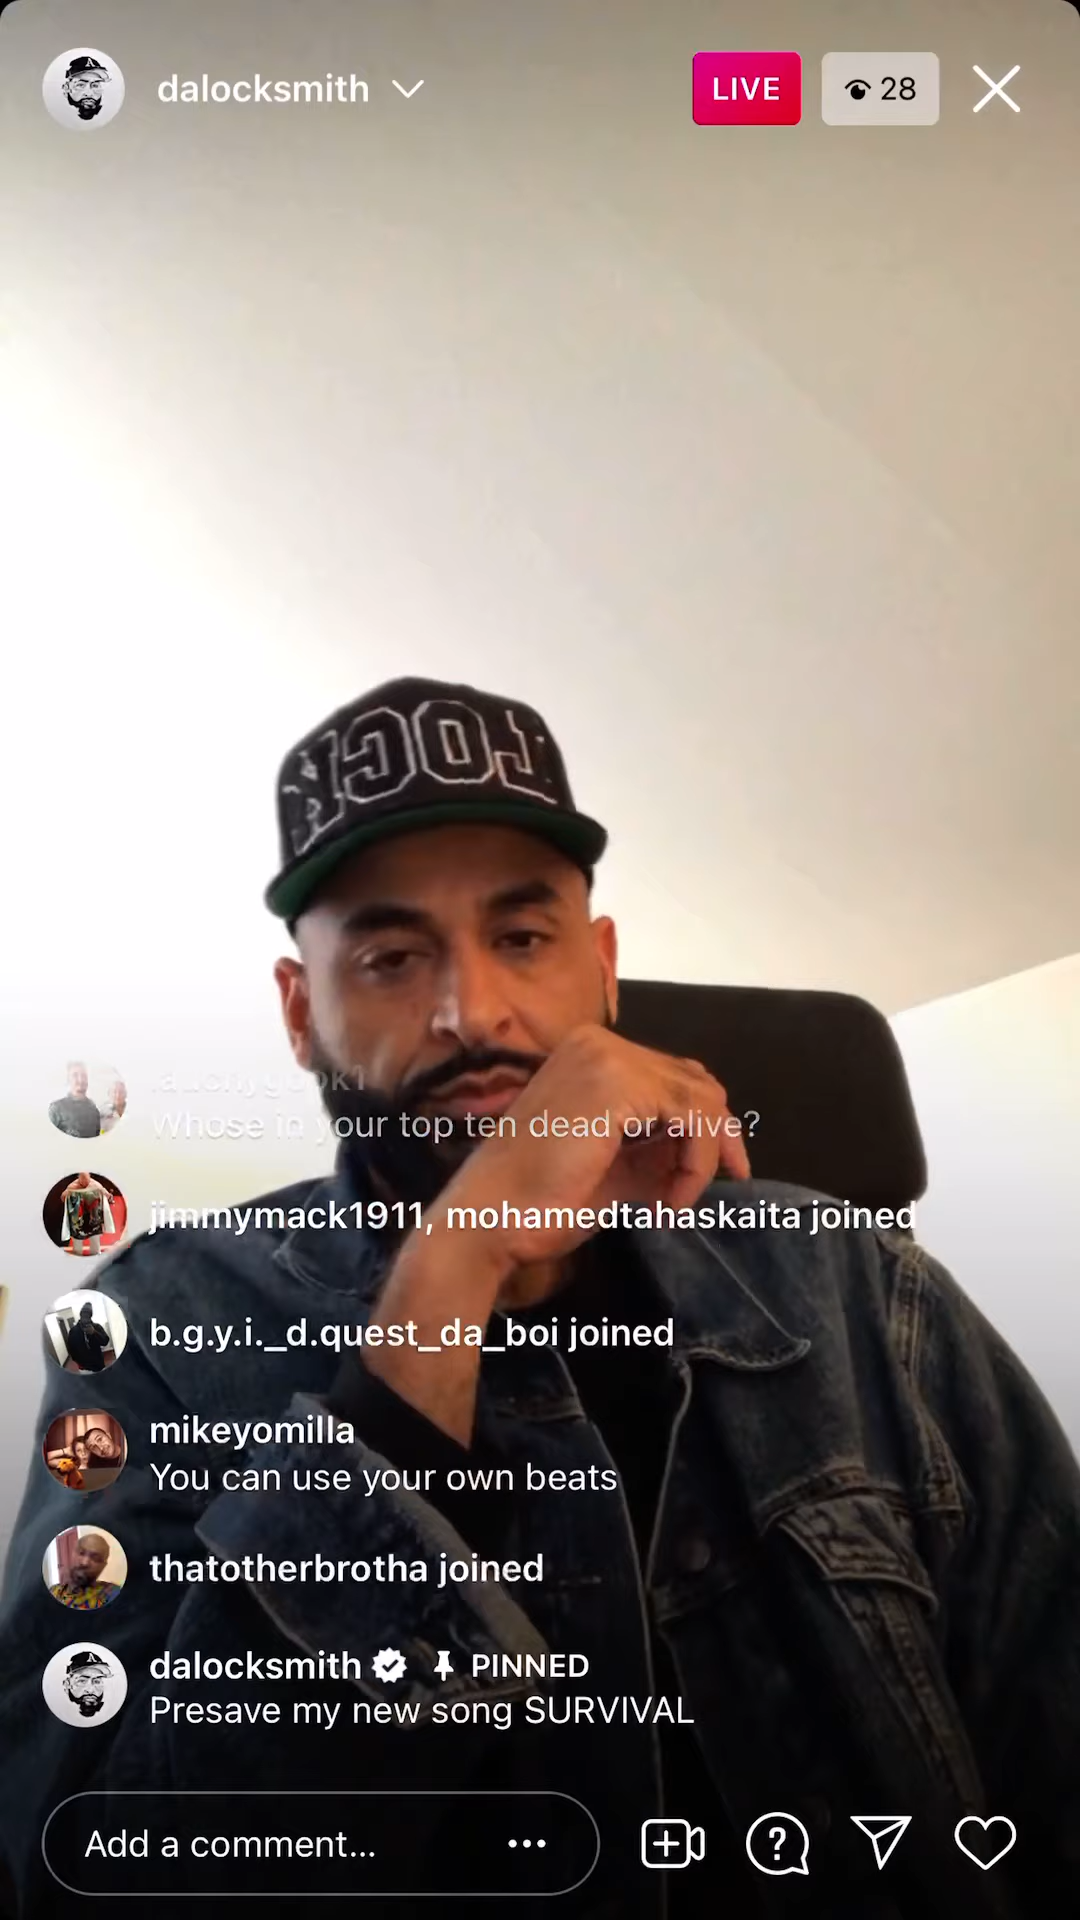 dalocksmith
LIVE
28
LOCK
Whose in your top ten dead or alive?
jimmymack1911, mohamedtahaskaita joined
b.g.y.i._d.quest_da_boi joined
mikeyomilla
You can use your own beats
thatotherbrotha joined
dalocksmith PINNED
Presave my new song SURVIVAL
Add a comment...